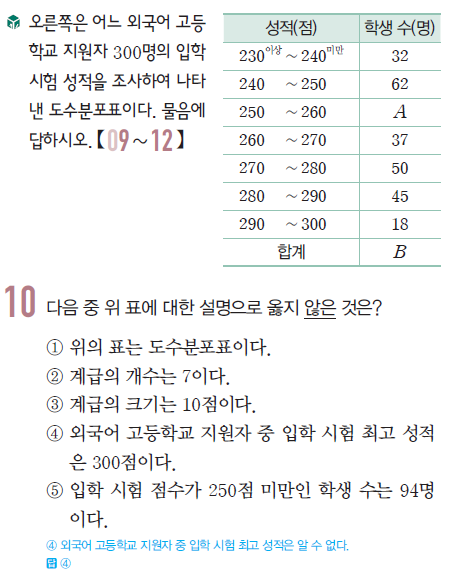 오른쪽은 어느 외국어 고등
학교 지원자 300명의 입학
시험 성적을 조사하여 나타
낸 도수분포표이다. 물음에
답하시오.【09~12】
성적(점) 학생 수(명)
230이상 ~ 240미만 32
240 ~ 250 62
250 ~ 260 A
260 ~ 270 37
270 ~ 280 50
280 ~ 290 45
290 ~ 300 18
합계 B
10 다음 중 위 표에 대한 설명으로 옳지 않은 것은?
① 위의 표는 도수분포표이다.
② 계급의 개수는 7이다.
③ 계급의 크기는 10점이다.
④ 외국어 고등학교 지원자 중 입학 시험 최고 성적
은 300점이다.
⑤ 입학 시험 점수가 250점 미만인 학생 수는 94명
이다.
④ 외국어 고등학교 지원자 중 입학 시험 최고 성적은 알 수 없다.
답 ④